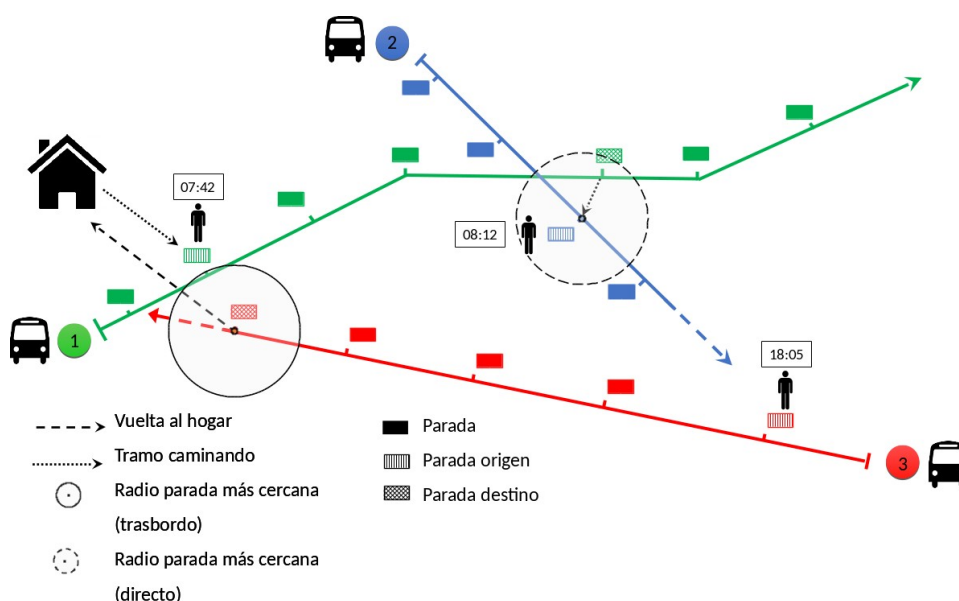 2
07:42
08:12
1
18:05
3
Vuelta al hogar
Tramo caminando
Radio parada más cercana
(trasbordo)
Radio parada más cercana
(directo)
Parada
Parada origen
Parada destino